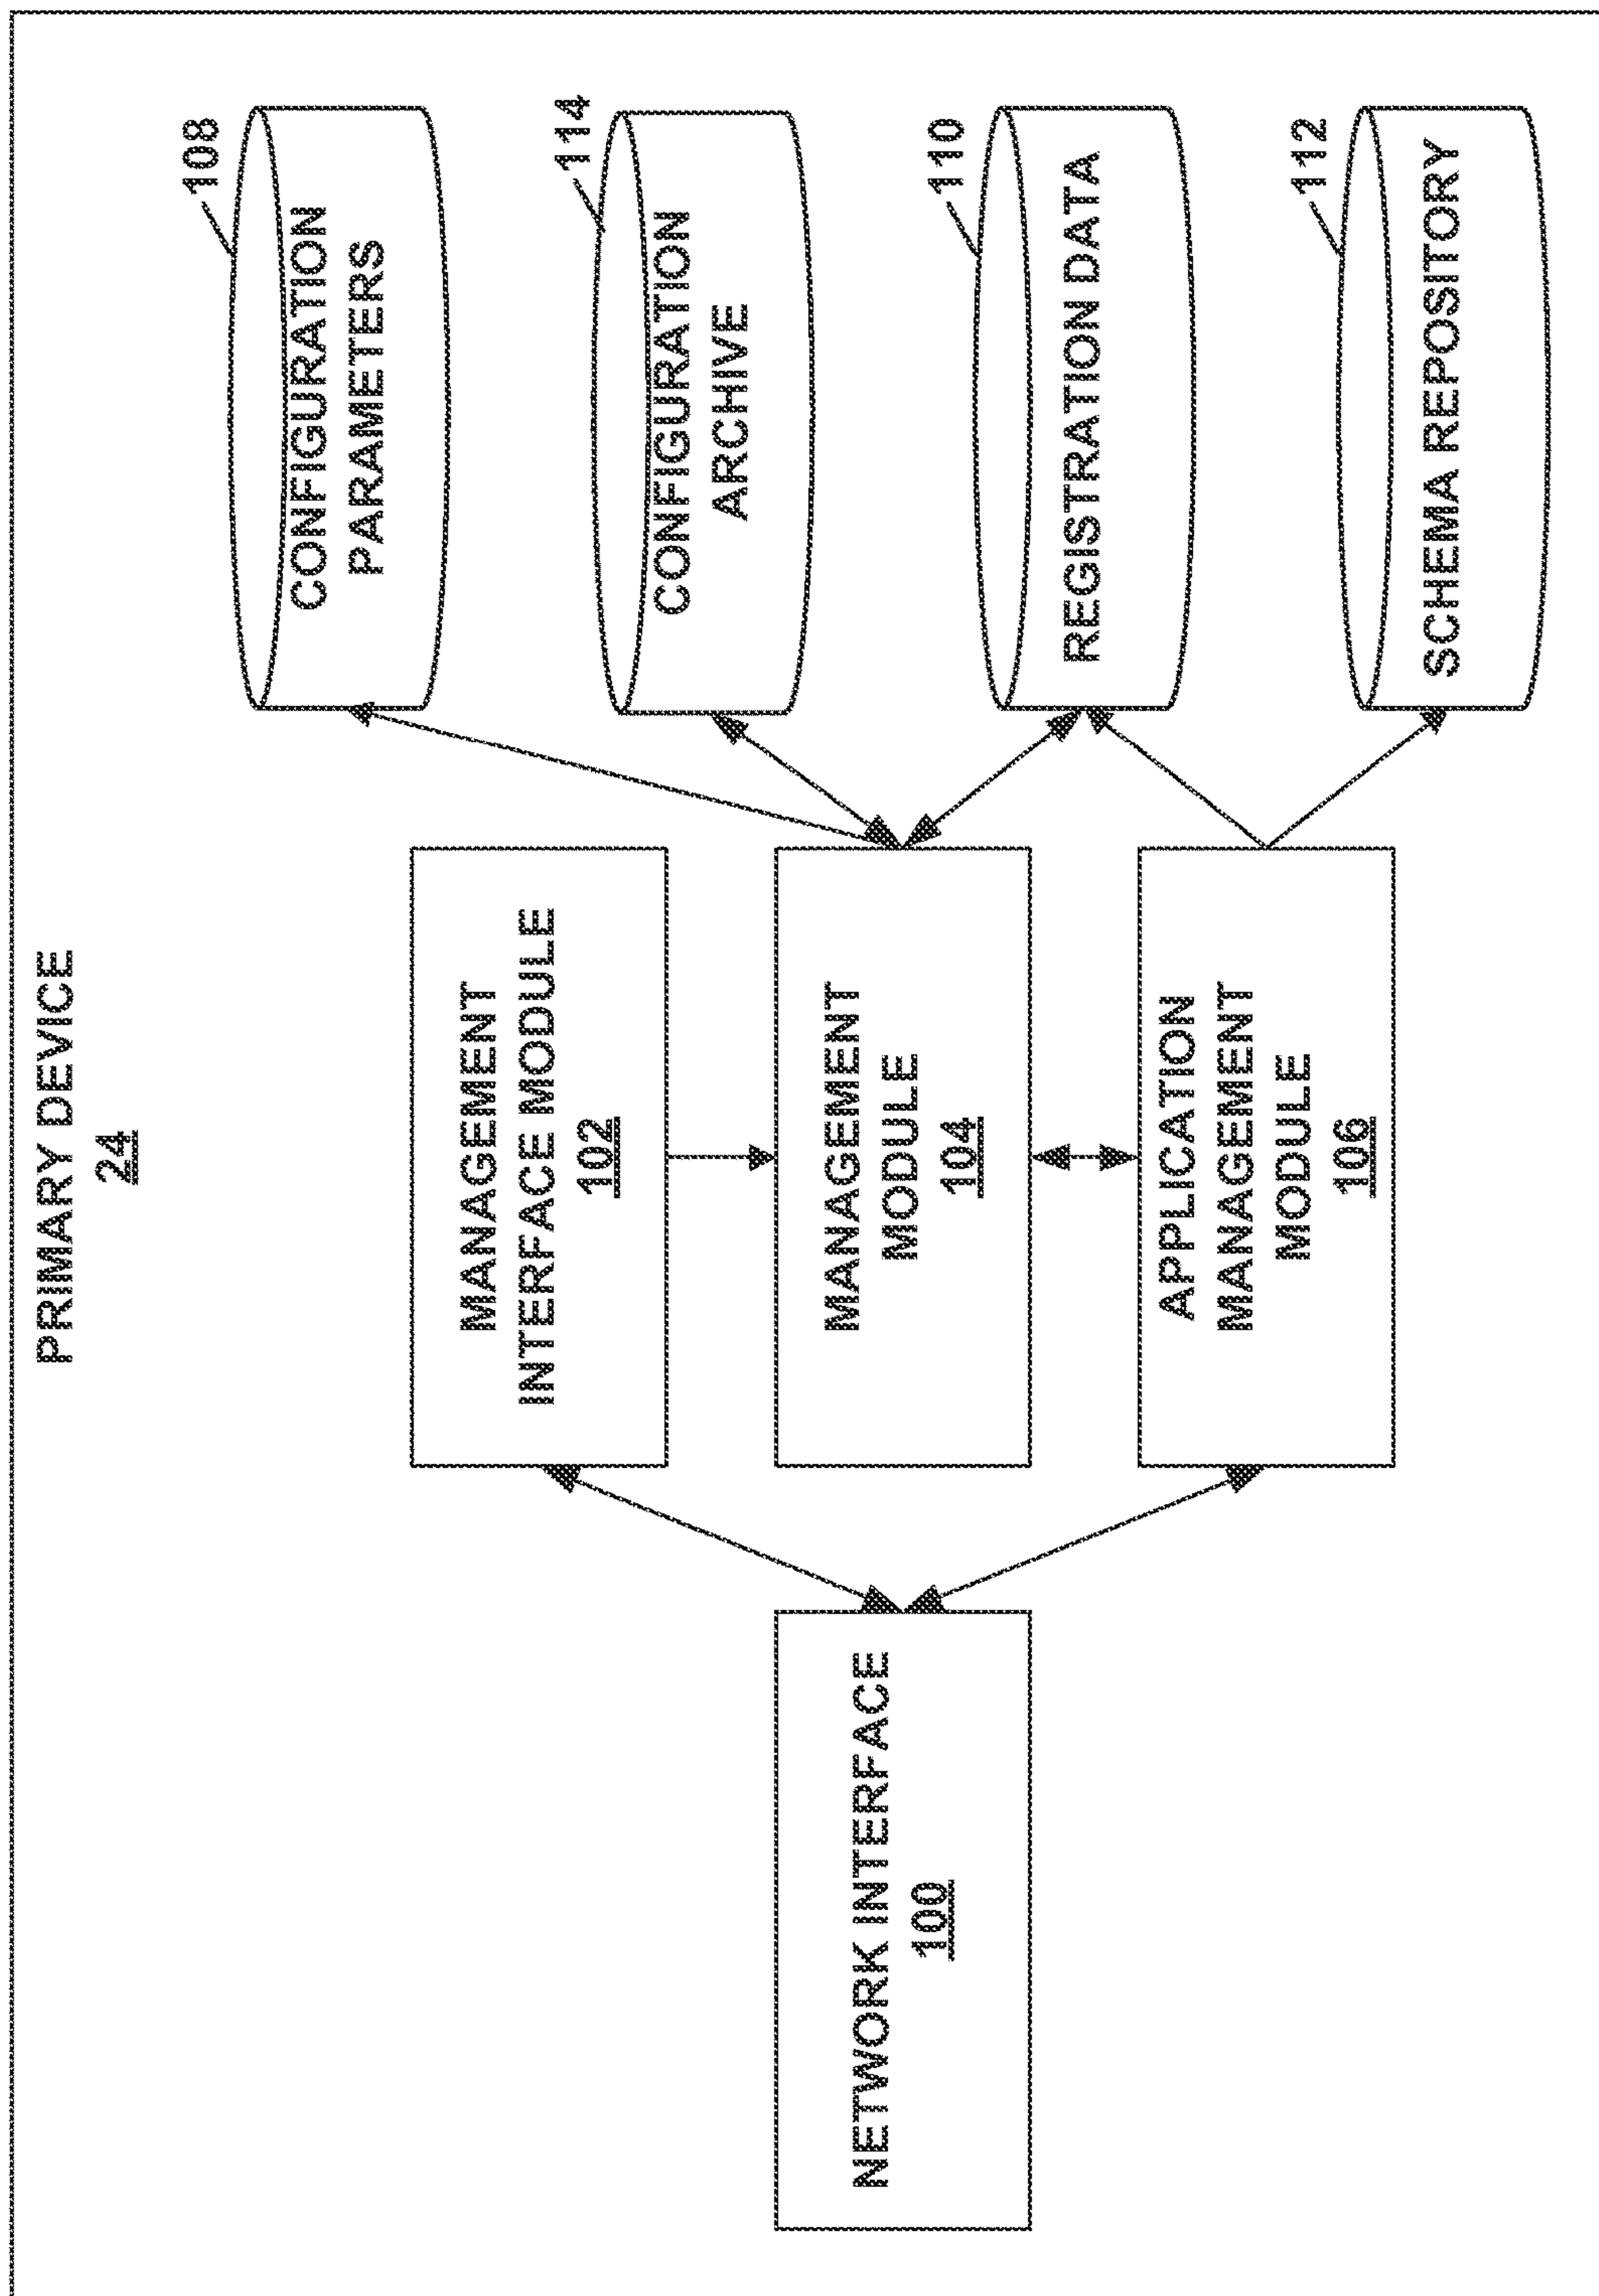 PRIMARY DEVICE
24
NETWORK INTERFACE
100
MANAGEMENT
INTERFACE MODULE
102
MANAGEMENT
MODULE
104
APPLICATION
MANAGEMENT
MODULE
106
108
CONFIGURATION
PARAMETERS
114
CONFIGURATION
ARCHIVE
110
REGISTRATION DATA
112
SCHEMA REPOSITORY